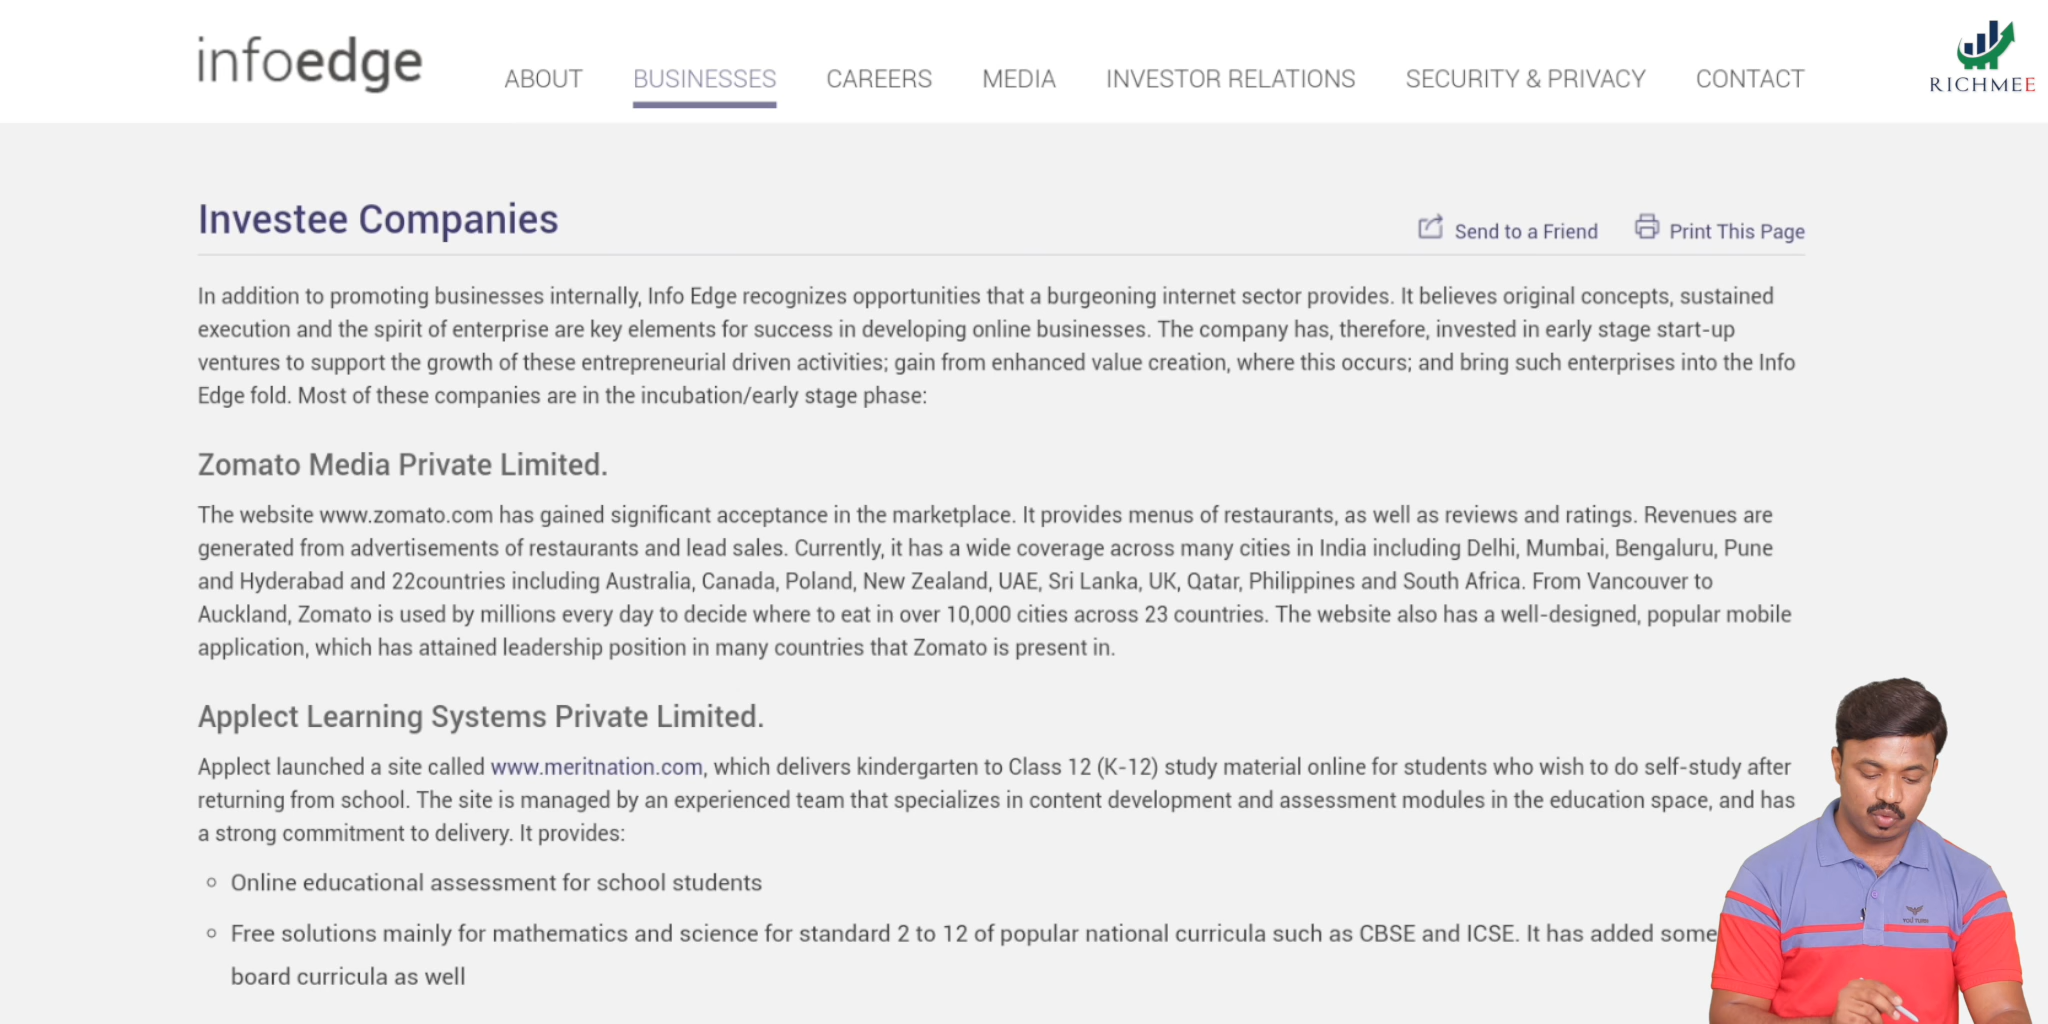 infoedge
ABOUT BUSINESSES CAREERS MEDIA INVESTOR RELATIONS SECURITY & PRIVACY CONTACT
RICHMEE
Investee Companies
Send to a Friend Print This Page
In addition to promoting businesses internally, Info Edge recognizes opportunities that a burgeoning internet sector provides. It believes original concepts, sustained
execution and the spirit of enterprise are key elements for success in developing online businesses. The company has, therefore, invested in early stage start-up
ventures to support the growth of these entrepreneurial driven activities; gain from enhanced value creation, where this occurs; and bring such enterprises into the Info
Edge fold. Most of these companies are in the incubation/early stage phase:
Zomato Media Private Limited.
The website www.zomato.com has gained significant acceptance in the marketplace. It provides menus of restaurants, as well as reviews and ratings. Revenues are
generated from advertisements of restaurants and lead sales. Currently, it has a wide coverage across many cities in India including Delhi, Mumbai, Bengaluru, Pune
and Hyderabad and 22countries including Australia, Canada, Poland, New Zealand, UAE, Sri Lanka, UK, Qatar, Philippines and South Africa. From Vancouver to
Auckland, Zomato is used by millions every day to decide where to eat in over 10,000 cities across 23 countries. The website also has a well-designed, popular mobile
application, which has attained leadership position in many countries that Zomato is present in.
Applect Learning Systems Private Limited.
Applect launched a site called www.meritnation.com, which delivers kindergarten to Class 12 (K-12) study material online for students who wish to do self-study after
returning from school. The site is managed by an experienced team that specializes in content development and assessment modules in the education space, and has
a strong commitment to delivery. It provides:
Online educational assessment for school students
Free solutions mainly for mathematics and science for standard 2 to 12 of popular national curricula such as CBSE and ICSE. It has added some
board curricula as well